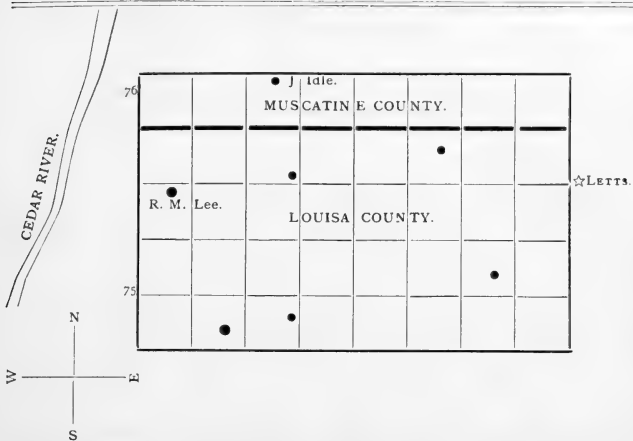 76
J. Idle.
MUSCATINE COUNTY.
CEDAR RIVER.
LETTS.
R. M. Lee.
LOUISA COUNTY.
75
N
W
E
S